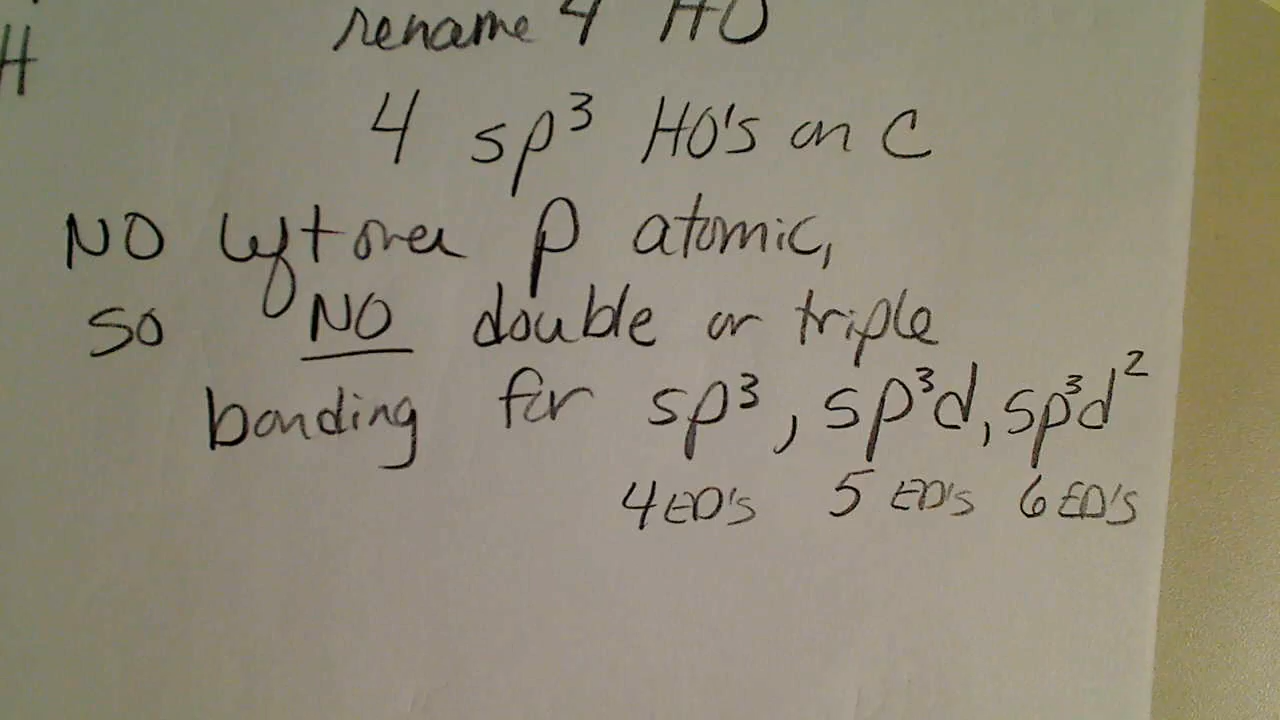 rename 4 HO
H
4 sp³ HO's on C
NO leftover p atomic,
so NO double or triple
bonding for sp³, sp³d, sp³d²
4 ED's 5 ED's 6 ED's